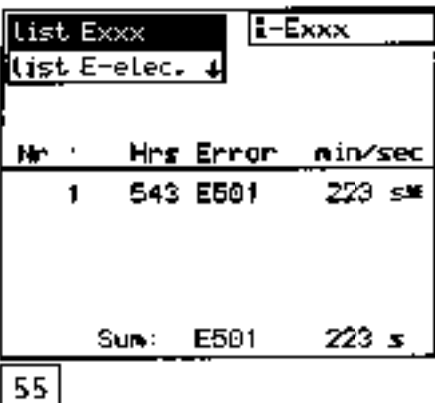 list Exxx
i-Exxx
list E-elec. ↓
Nr Hrs Error min/sec
1 543 E501 223 s*
Sum: E501 223 s
55